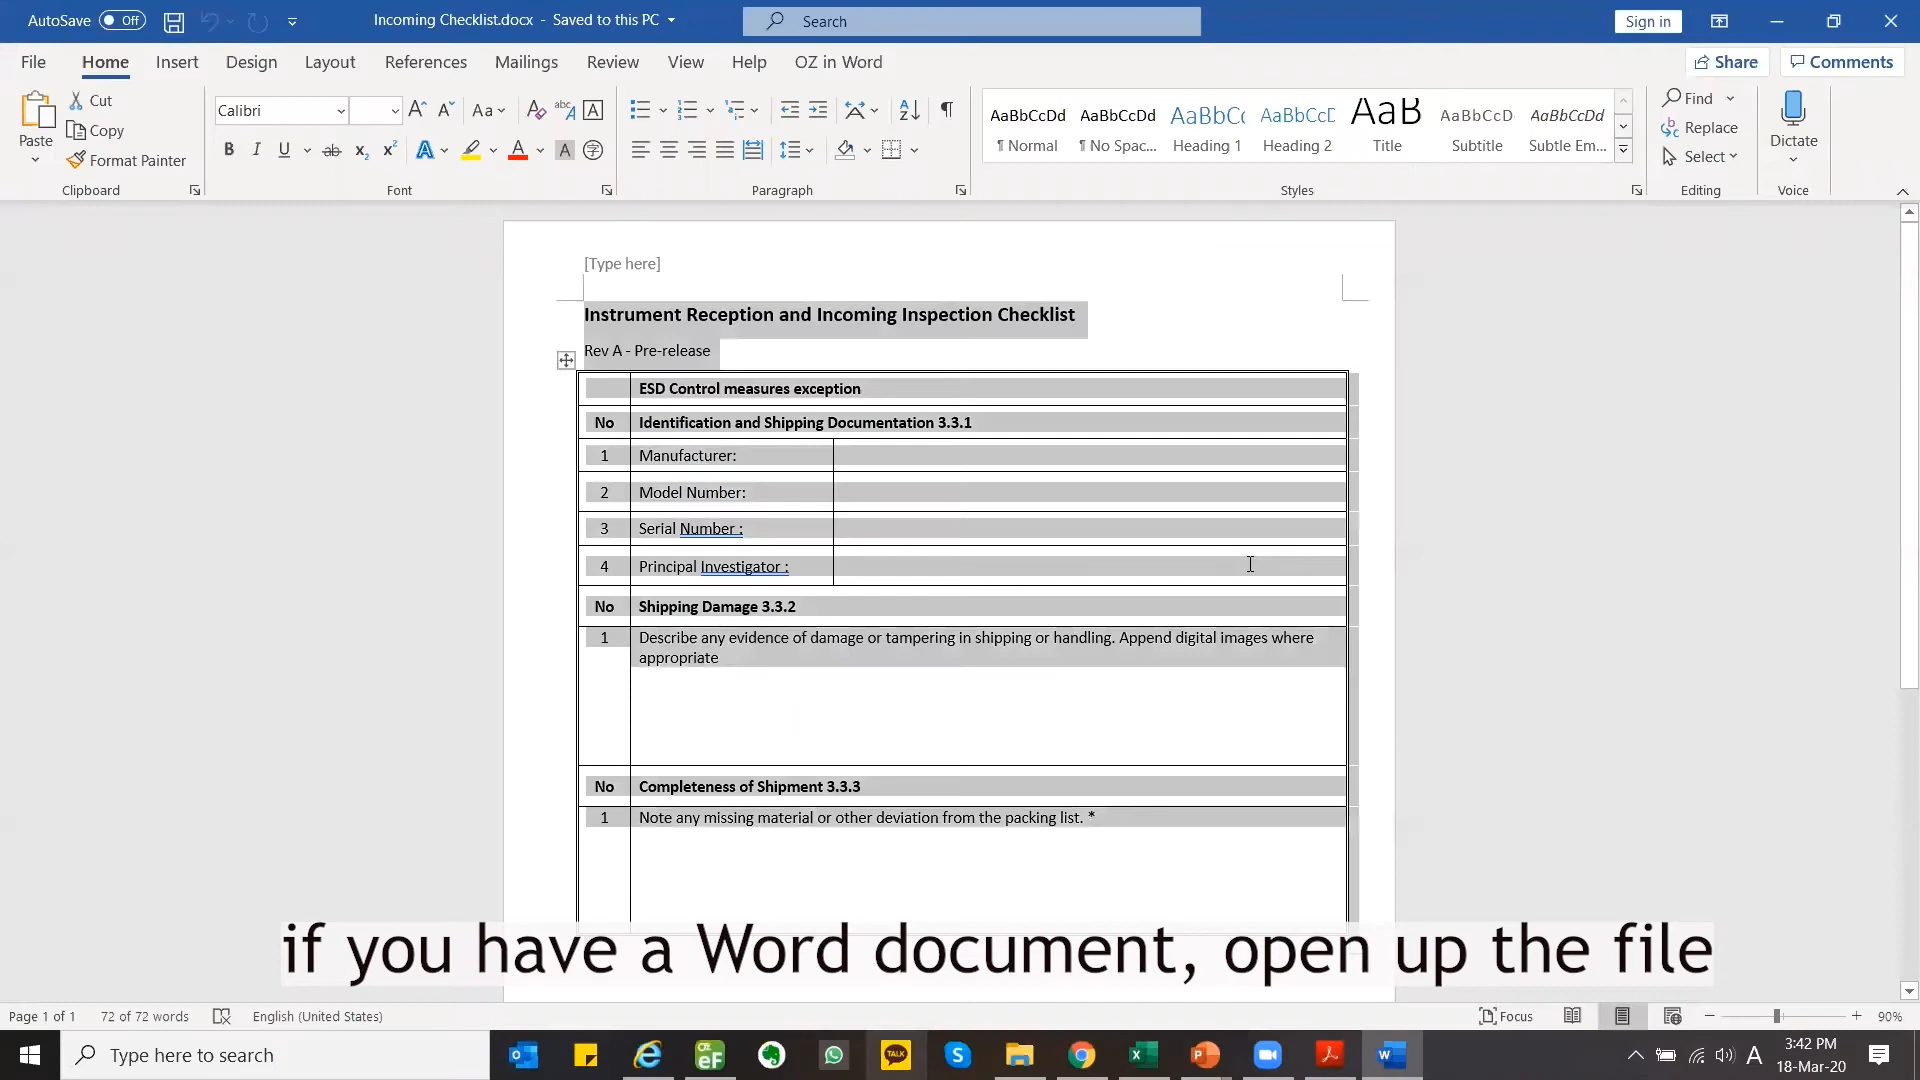 AutoSave Off Incoming Checklist.docx - Saved to this PC Search Sign in
File Home Insert Design Layout References Mailings Review View Help OZ in Word Share Comments
Paste Cut Copy Format Painter
Calibri
Aa
B I U ab x₂ x² A A A
AaBbCcDd AaBbCcDd AaBbCc AaBbCcD AaB AaBbCcD AaBbCcDd
¶ Normal ¶ No Spac... Heading 1 Heading 2 Title Subtitle Subtle Em...
Find Replace Select Dictate
Clipboard Font Paragraph Styles Editing Voice
[Type here]
Instrument Reception and Incoming Inspection Checklist
Rev A - Pre-release
ESD Control measures exception
No Identification and Shipping Documentation 3.3.1
1 Manufacturer:
2 Model Number:
3 Serial Number :
4 Principal Investigator :
No Shipping Damage 3.3.2
1 Describe any evidence of damage or tampering in shipping or handling. Append digital images where
appropriate
No Completeness of Shipment 3.3.3
1 Note any missing material or other deviation from the packing list. *
if you have a Word document, open up the file
Page 1 of 1 72 of 72 words English (United States) Focus 90%
Type here to search
TALK
A
3:42 PM
18-Mar-20